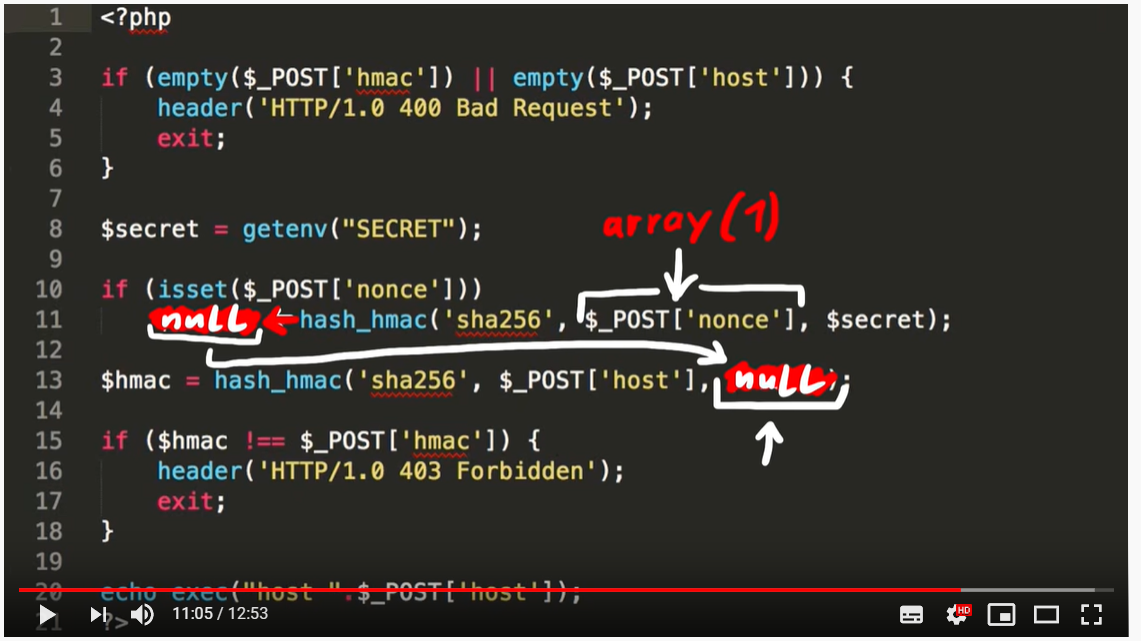 1 <?php
2
3 if (empty($_POST['hmac']) || empty($_POST['host'])) {
4 header('HTTP/1.0 400 Bad Request');
5 exit;
6 }
7
array(1)
8 $secret = getenv("SECRET");
9
10 if (isset($_POST['nonce']))
11 null hash_hmac('sha256', $_POST['nonce'], $secret);
12
13 $hmac = hash_hmac('sha256', $_POST['host'], null);
14
15 if ($hmac !== $_POST['hmac']) {
16 header('HTTP/1.0 403 Forbidden');
17 exit;
18 }
19
20 echo exec("host ".$_POST['host']);
21 ?>
11:05 / 12:53
HD